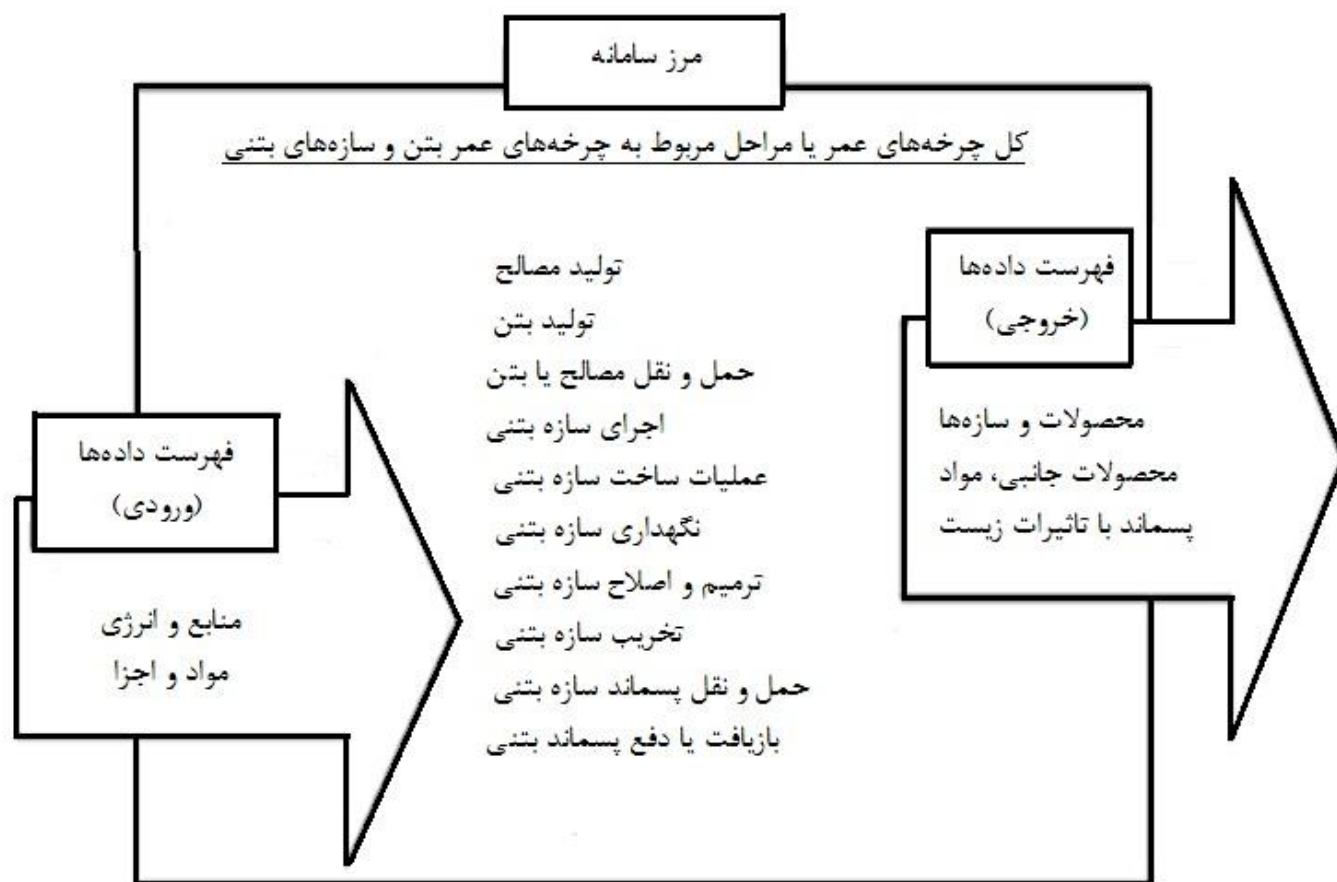 مرز سامانه
کل چرخه‌های عمر یا مراحل مربوط به چرخه‌های عمر بتن و سازه‌های بتنی
فهرست داده‌ها
(خروجی)
محصولات و سازه‌ها
محصولات جانبی، مواد
پسماند با تاثیرات زیست
تولید مصالح
تولید بتن
حمل و نقل مصالح یا بتن
اجرای سازه بتنی
عملیات ساخت سازه بتنی
نگهداری سازه بتنی
ترمیم و اصلاح سازه بتنی
تخریب سازه بتنی
حمل و نقل پسماند سازه بتنی
بازیافت یا دفع پسماند بتنی
فهرست داده‌ها
(ورودی)
منابع و انرژی
مواد و اجزا